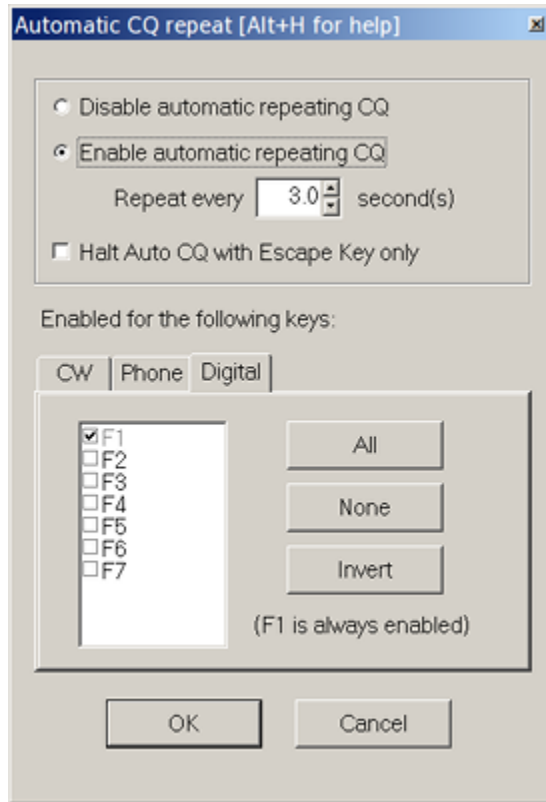 Automatic CQ repeat [Alt+H for help]
Disable automatic repeating CQ
Enable automatic repeating CQ
Repeat every 3.0 second(s)
Halt Auto CQ with Escape Key only
Enabled for the following keys:
CW Phone Digital
F1
F2
F3
F4
F5
F6
F7
All
None
Invert
(F1 is always enabled)
OK Cancel